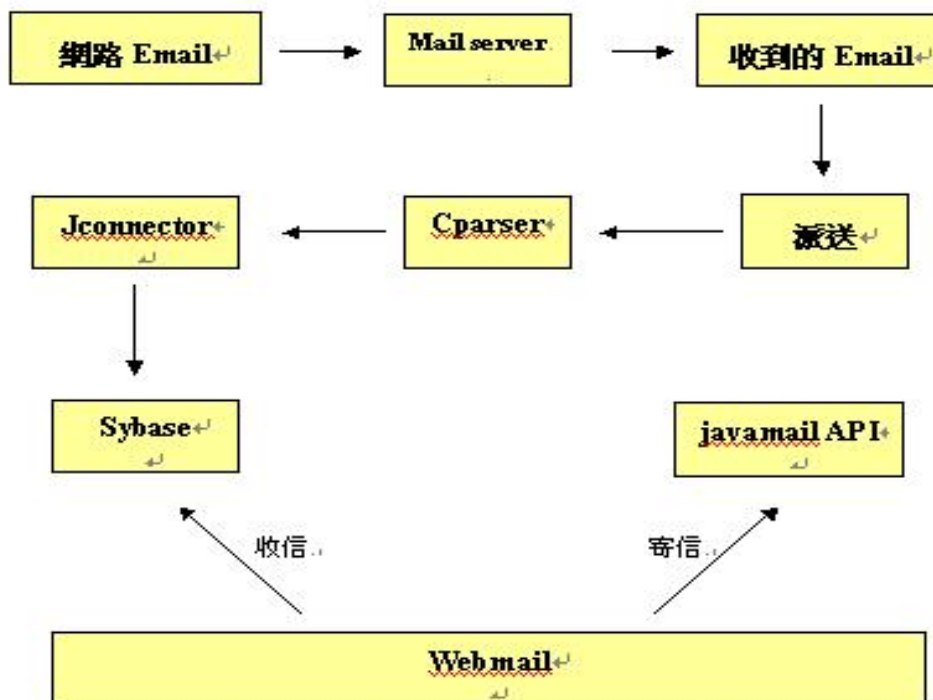 網路 Email
Mail server
收到的 Email
Jconnector
Cparser
派送
Sybase
javamail API
收信
寄信
Webmail